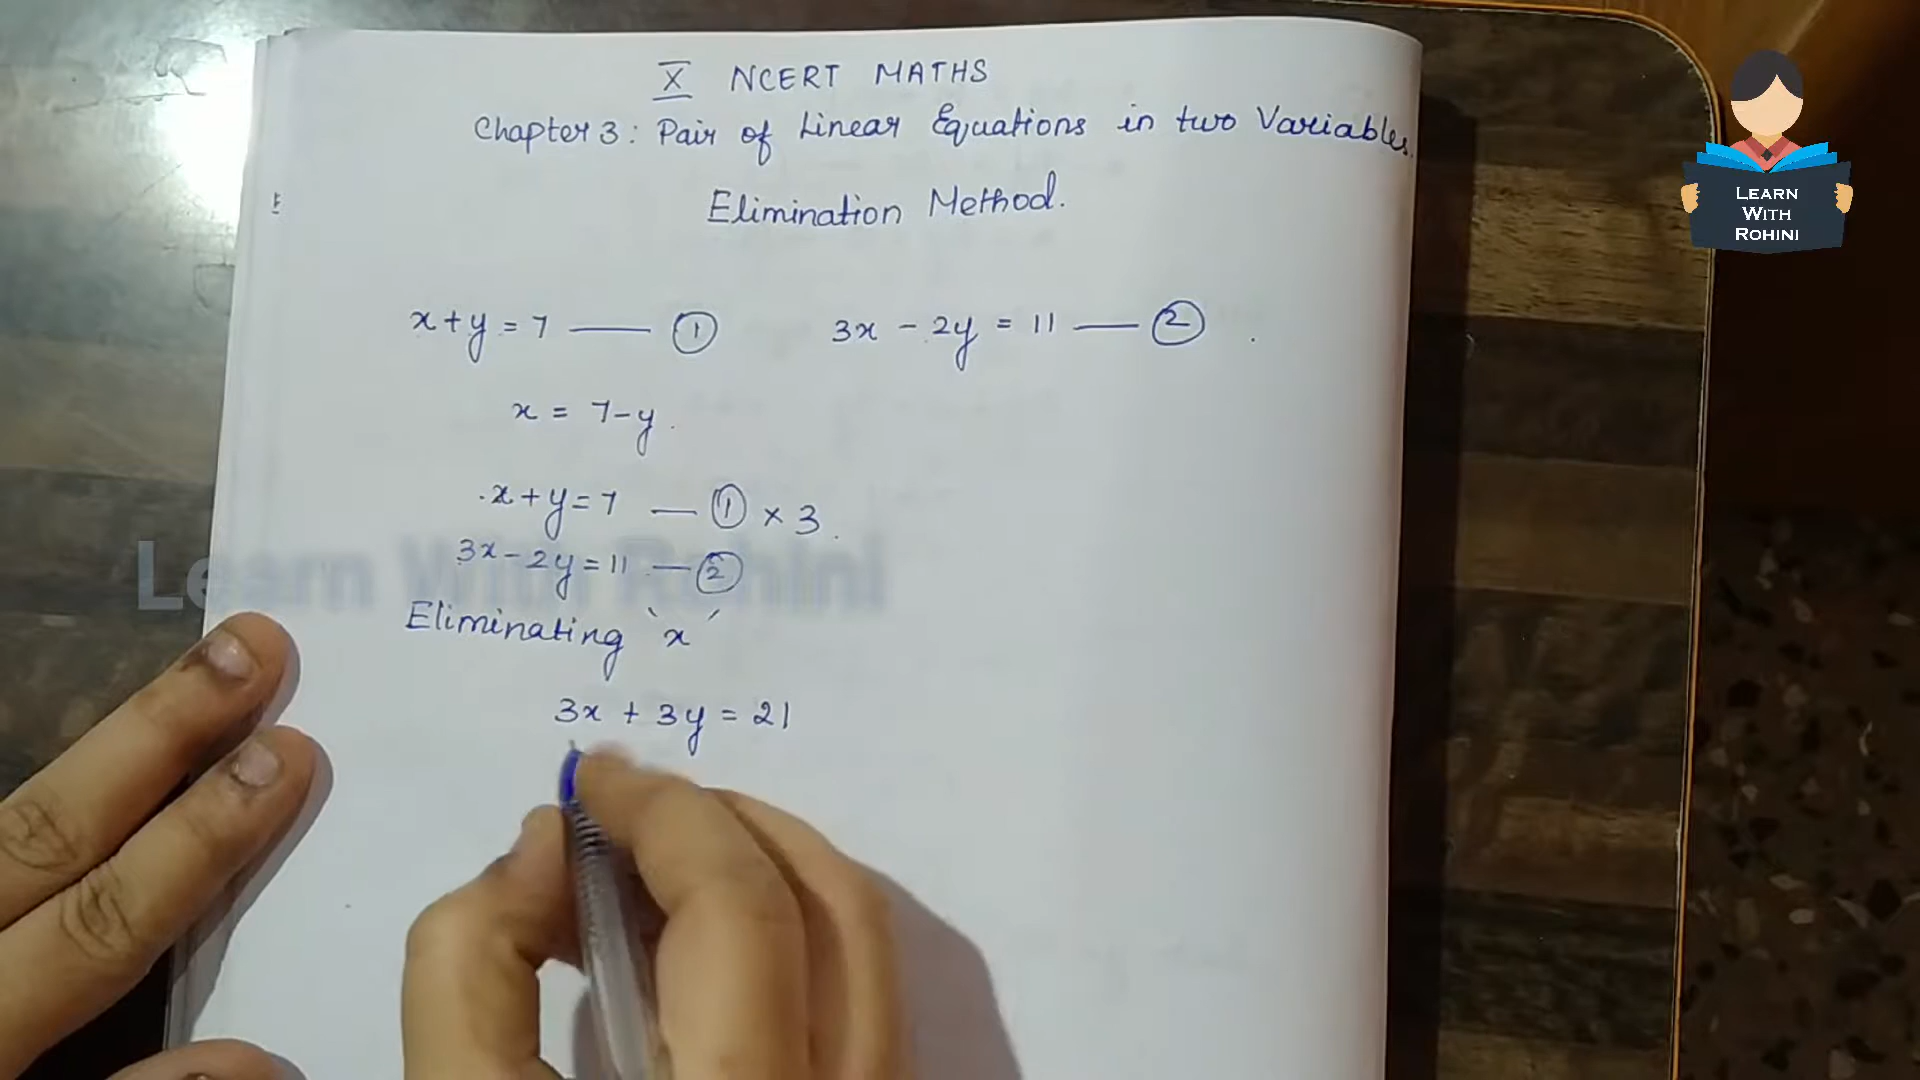 X NCERT MATHS
Chapter 3: Pair of Linear Equations in two Variables.
Elimination Method.
x + y = 7 —— ① 3x - 2y = 11 —— ②
x = 7 - y
x + y = 7 — ① × 3
3x - 2y = 11 — ②
Eliminating 'x'
3x + 3y = 21
LEARN
WITH
ROHINI
Learn With Rohini